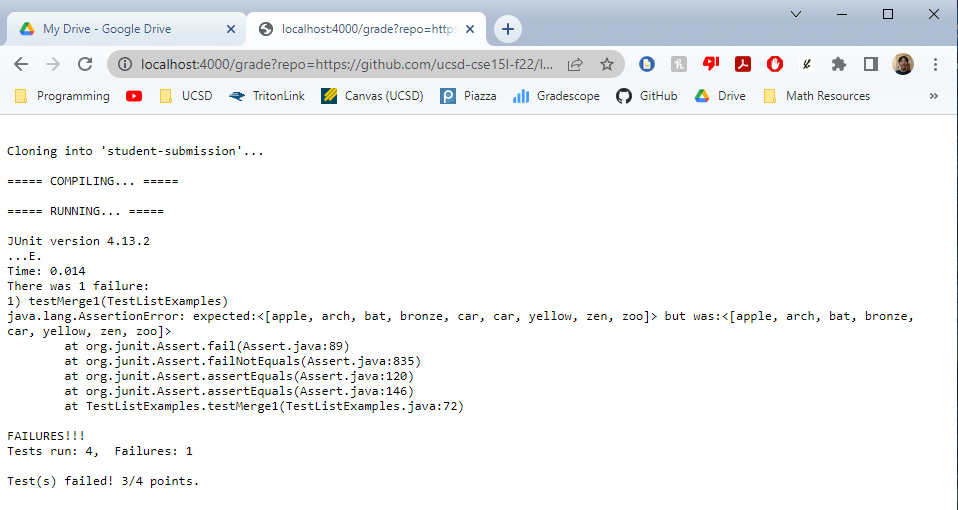 My Drive - Google Drive
localhost:4000/grade?repo=https
localhost:4000/grade?repo=https://github.com/ucsd-cse15l-f22/l...
Programming UCSD TritonLink Canvas (UCSD) Piazza Gradescope GitHub Drive Math Resources »
Cloning into 'student-submission'...
===== COMPILING... =====
===== RUNNING... =====
JUnit version 4.13.2
...E.
Time: 0.014
There was 1 failure:
1) testMerge1(TestListExamples)
java.lang.AssertionError: expected:<[apple, arch, bat, bronze, car, car, yellow, zen, zoo]> but was:<[apple, arch, bat, bronze,
car, yellow, zen, zoo]>
at org.junit.Assert.fail(Assert.java:89)
at org.junit.Assert.failNotEquals(Assert.java:835)
at org.junit.Assert.assertEquals(Assert.java:120)
at org.junit.Assert.assertEquals(Assert.java:146)
at TestListExamples.testMerge1(TestListExamples.java:72)
FAILURES!!!
Tests run: 4,  Failures: 1
Test(s) failed! 3/4 points.